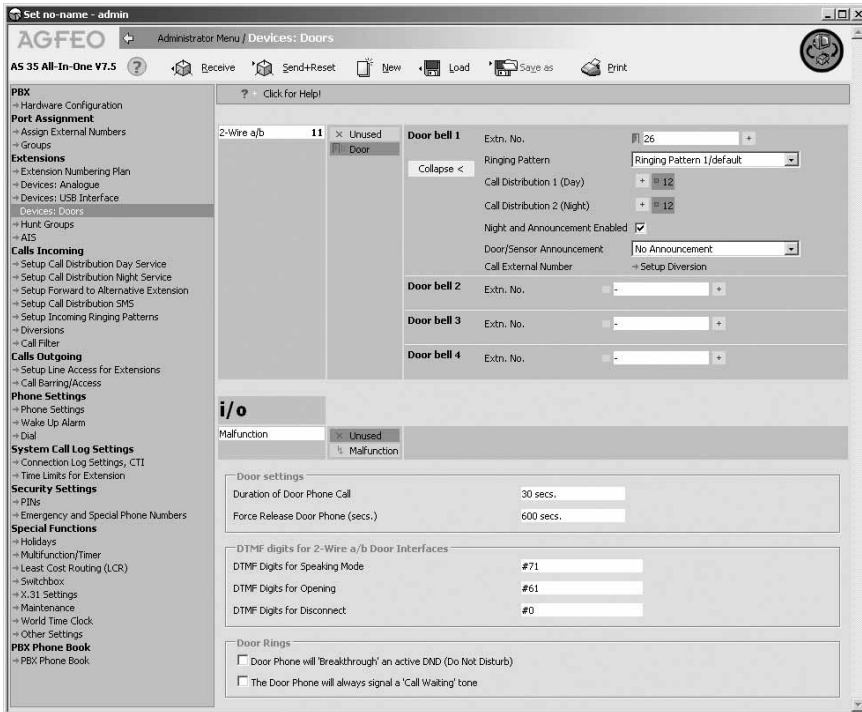 Set no-name - admin
AGFEO
Administrator Menu / Devices: Doors
AS 35 All-In-One V7.5 ? Receive Send+Reset New Load Save as Print
? Click for Help!
PBX
Hardware Configuration
Port Assignment
Assign External Numbers
Groups
Extensions
Extension Numbering Plan
Devices: Analogue
Devices: USB Interface
Devices: Doors
Hunt Groups
AIS
Calls Incoming
Setup Call Distribution Day Service
Setup Call Distribution Night Service
Setup Forward to Alternative Extension
Setup Call Distribution SMS
Setup Incoming Ringing Patterns
Diversions
Call Filter
Calls Outgoing
Setup Line Access for Extensions
Call Barring/Access
Phone Settings
Phone Settings
Wake Up Alarm
Dial
System Call Log Settings
Connection Log Settings, CTI
Time Limits for Extension
Security Settings
PINs
Emergency and Special Phone Numbers
Special Functions
Holidays
Multifunction/Timer
Least Cost Routing (LCR)
Switchbox
X.31 Settings
Maintenance
World Time Clock
Other Settings
PBX Phone Book
PBX Phone Book
2-Wire a/b 11
Unused
Door
Door bell 1
Collapse <
Extn. No. 26 +
Ringing Pattern Ringing Pattern 1/default
Call Distribution 1 (Day) + 12
Call Distribution 2 (Night) + 12
Night and Announcement Enabled
Door/Sensor Announcement No Announcement
Call External Number Setup Diversion
Door bell 2 Extn. No. - +
Door bell 3 Extn. No. - +
Door bell 4 Extn. No. - +
i/o
Malfunction
Unused
Malfunction
Door settings
Duration of Door Phone Call 30 secs.
Force Release Door Phone (secs.) 600 secs.
DTMF digits for 2-Wire a/b Door Interfaces
DTMF Digits for Speaking Mode #71
DTMF Digits for Opening #61
DTMF Digits for Disconnect #0
Door Rings
Door Phone will 'Breakthrough' an active DND (Do Not Disturb)
The Door Phone will always signal a 'Call Waiting' tone